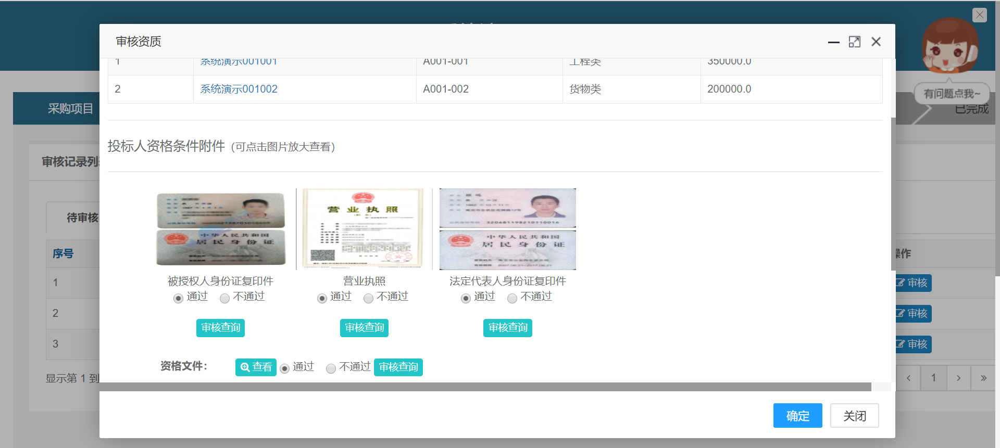 审核资质
1 系统演示001001 A001-001 工程类 350000.0
2 系统演示001002 A001-002 货物类 200000.0
有问题点我~
采购项目
已完成
投标人资格条件附件（可点击图片放大查看）
审核记录列
待审核
序号
操作
1
2
3
审核
审核
审核
营业执照
中华人民共和国
居民身份证
320681198210110016
中华人民共和国
居民身份证
2007.06.21-2017.06.21
被授权人身份证复印件
营业执照
法定代表人身份证复印件
通过 不通过
通过 不通过
通过 不通过
审核查询
审核查询
审核查询
资格文件： 查看 通过 不通过 审核查询
显示第 1 到
‹ 1 › »
确定 关闭